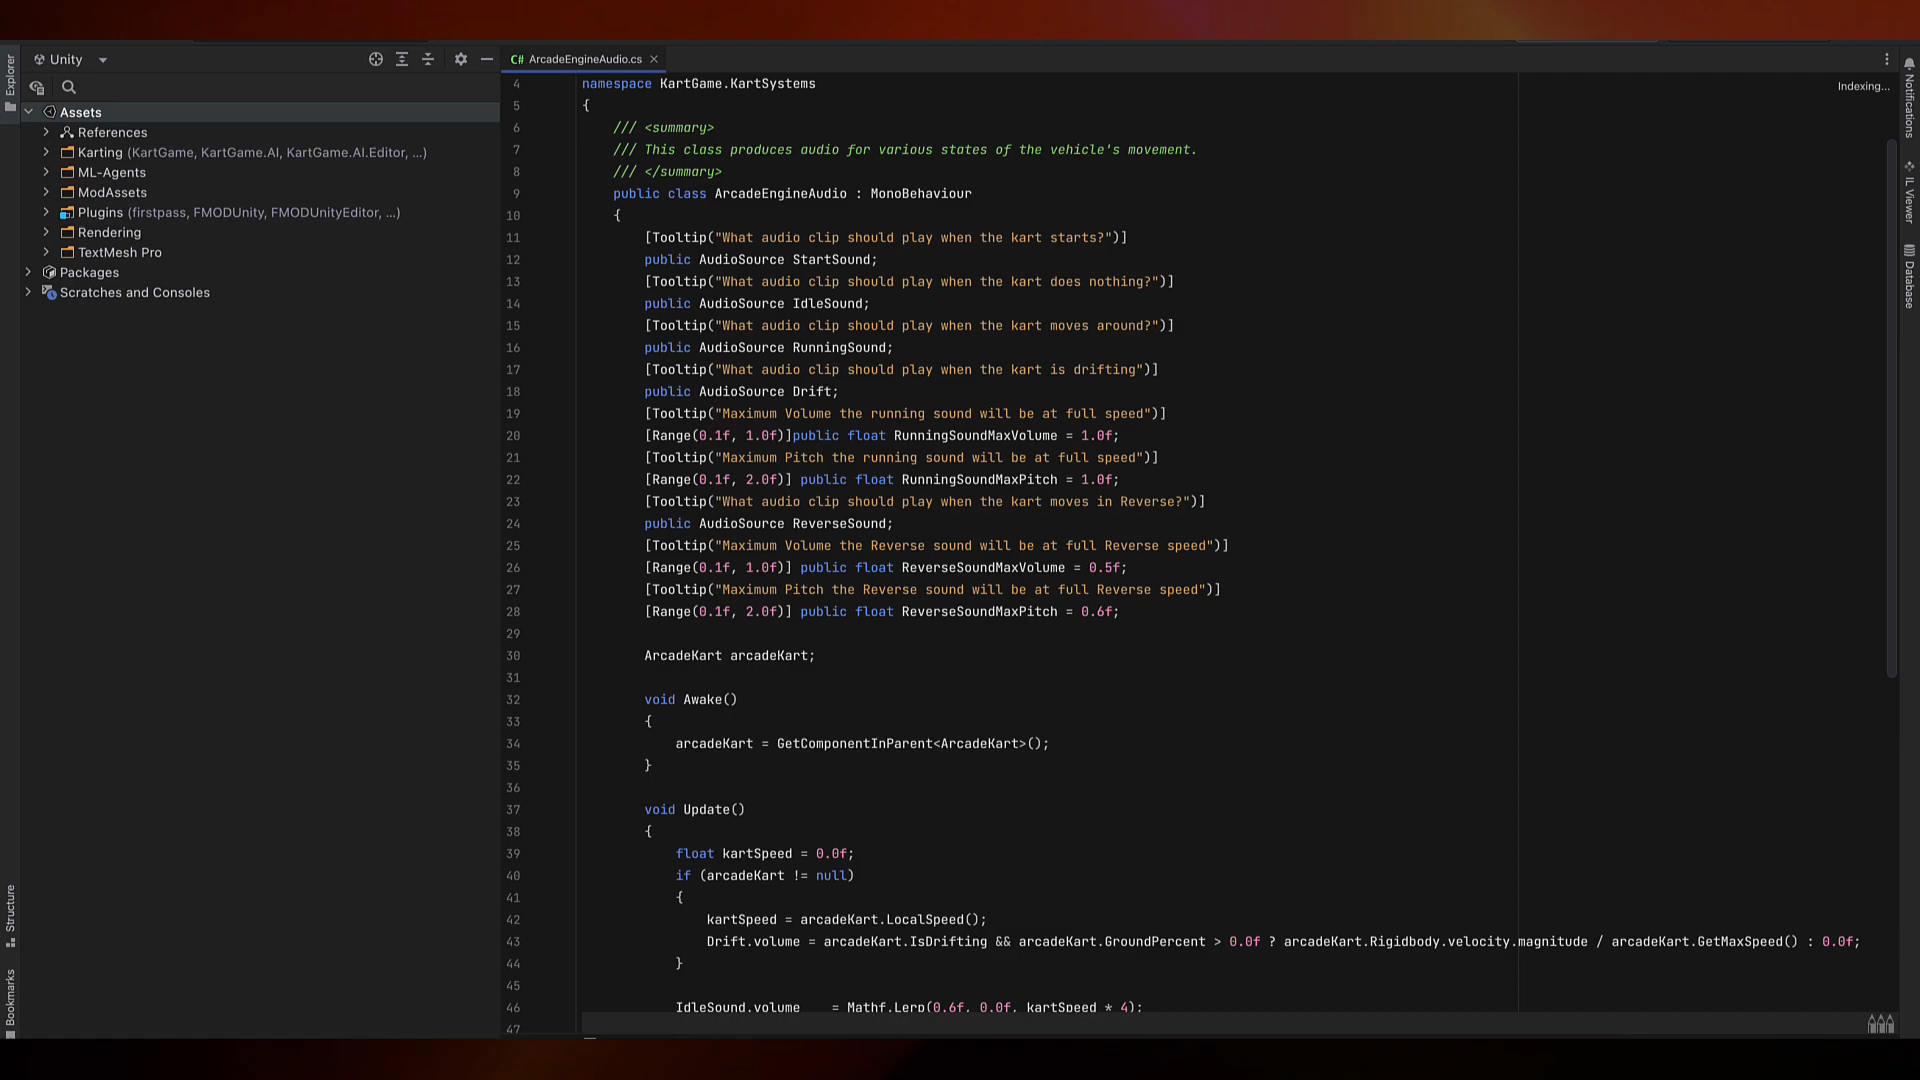 Explorer
Unity
Assets
References
Karting (KartGame, KartGame.AI, KartGame.AI.Editor, ...)
ML-Agents
ModAssets
Plugins (firstpass, FMODUnity, FMODUnityEditor, ...)
Rendering
TextMesh Pro
Packages
Scratches and Consoles
Structure
Bookmarks
C# ArcadeEngineAudio.cs
Indexing...
4 namespace KartGame.KartSystems
5 {
6 /// <summary>
7 /// This class produces audio for various states of the vehicle's movement.
8 /// </summary>
9 public class ArcadeEngineAudio : MonoBehaviour
10 {
11 [Tooltip("What audio clip should play when the kart starts?")]
12 public AudioSource StartSound;
13 [Tooltip("What audio clip should play when the kart does nothing?")]
14 public AudioSource IdleSound;
15 [Tooltip("What audio clip should play when the kart moves around?")]
16 public AudioSource RunningSound;
17 [Tooltip("What audio clip should play when the kart is drifting")]
18 public AudioSource Drift;
19 [Tooltip("Maximum Volume the running sound will be at full speed")]
20 [Range(0.1f, 1.0f)]public float RunningSoundMaxVolume = 1.0f;
21 [Tooltip("Maximum Pitch the running sound will be at full speed")]
22 [Range(0.1f, 2.0f)] public float RunningSoundMaxPitch = 1.0f;
23 [Tooltip("What audio clip should play when the kart moves in Reverse?")]
24 public AudioSource ReverseSound;
25 [Tooltip("Maximum Volume the Reverse sound will be at full Reverse speed")]
26 [Range(0.1f, 1.0f)] public float ReverseSoundMaxVolume = 0.5f;
27 [Tooltip("Maximum Pitch the Reverse sound will be at full Reverse speed")]
28 [Range(0.1f, 2.0f)] public float ReverseSoundMaxPitch = 0.6f;
29
30 ArcadeKart arcadeKart;
31
32 void Awake()
33 {
34 arcadeKart = GetComponentInParent<ArcadeKart>();
35 }
36
37 void Update()
38 {
39 float kartSpeed = 0.0f;
40 if (arcadeKart != null)
41 {
42 kartSpeed = arcadeKart.LocalSpeed();
43 Drift.volume = arcadeKart.IsDrifting && arcadeKart.GroundPercent > 0.0f ? arcadeKart.Rigidbody.velocity.magnitude / arcadeKart.GetMaxSpeed() : 0.0f;
44 }
45
46 IdleSound.volume = Mathf.Lerp(0.6f, 0.0f, kartSpeed * 4);
47
Notifications
IL Viewer
Database